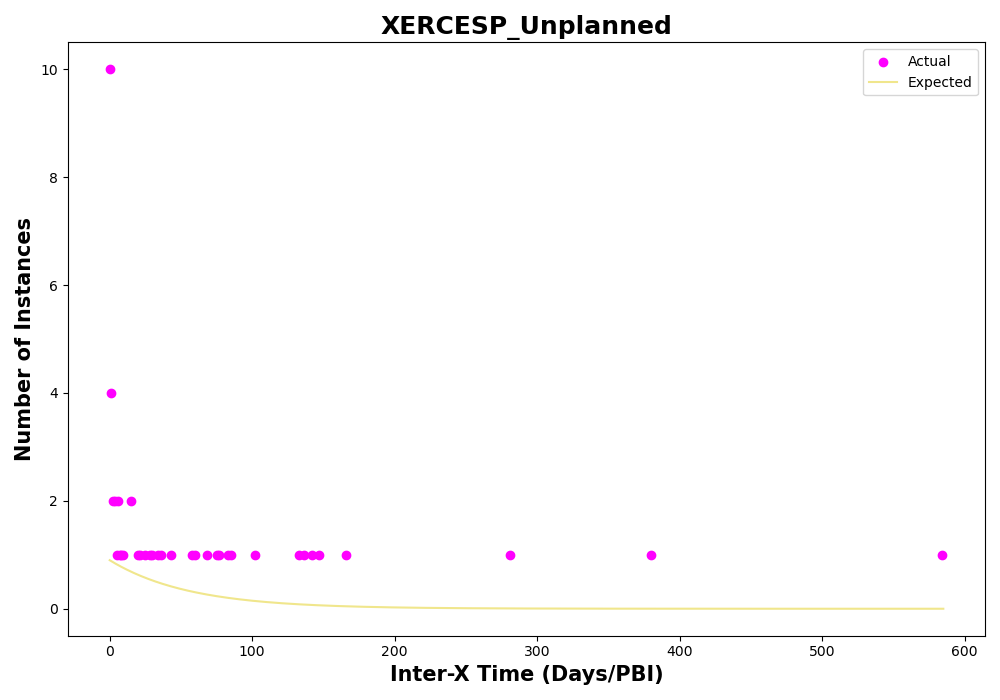 XERCESP_Unplanned
Actual
Expected
10
8
6
4
2
0
Number of Instances
0 100 200 300 400 500 600
Inter-X Time (Days/PBI)